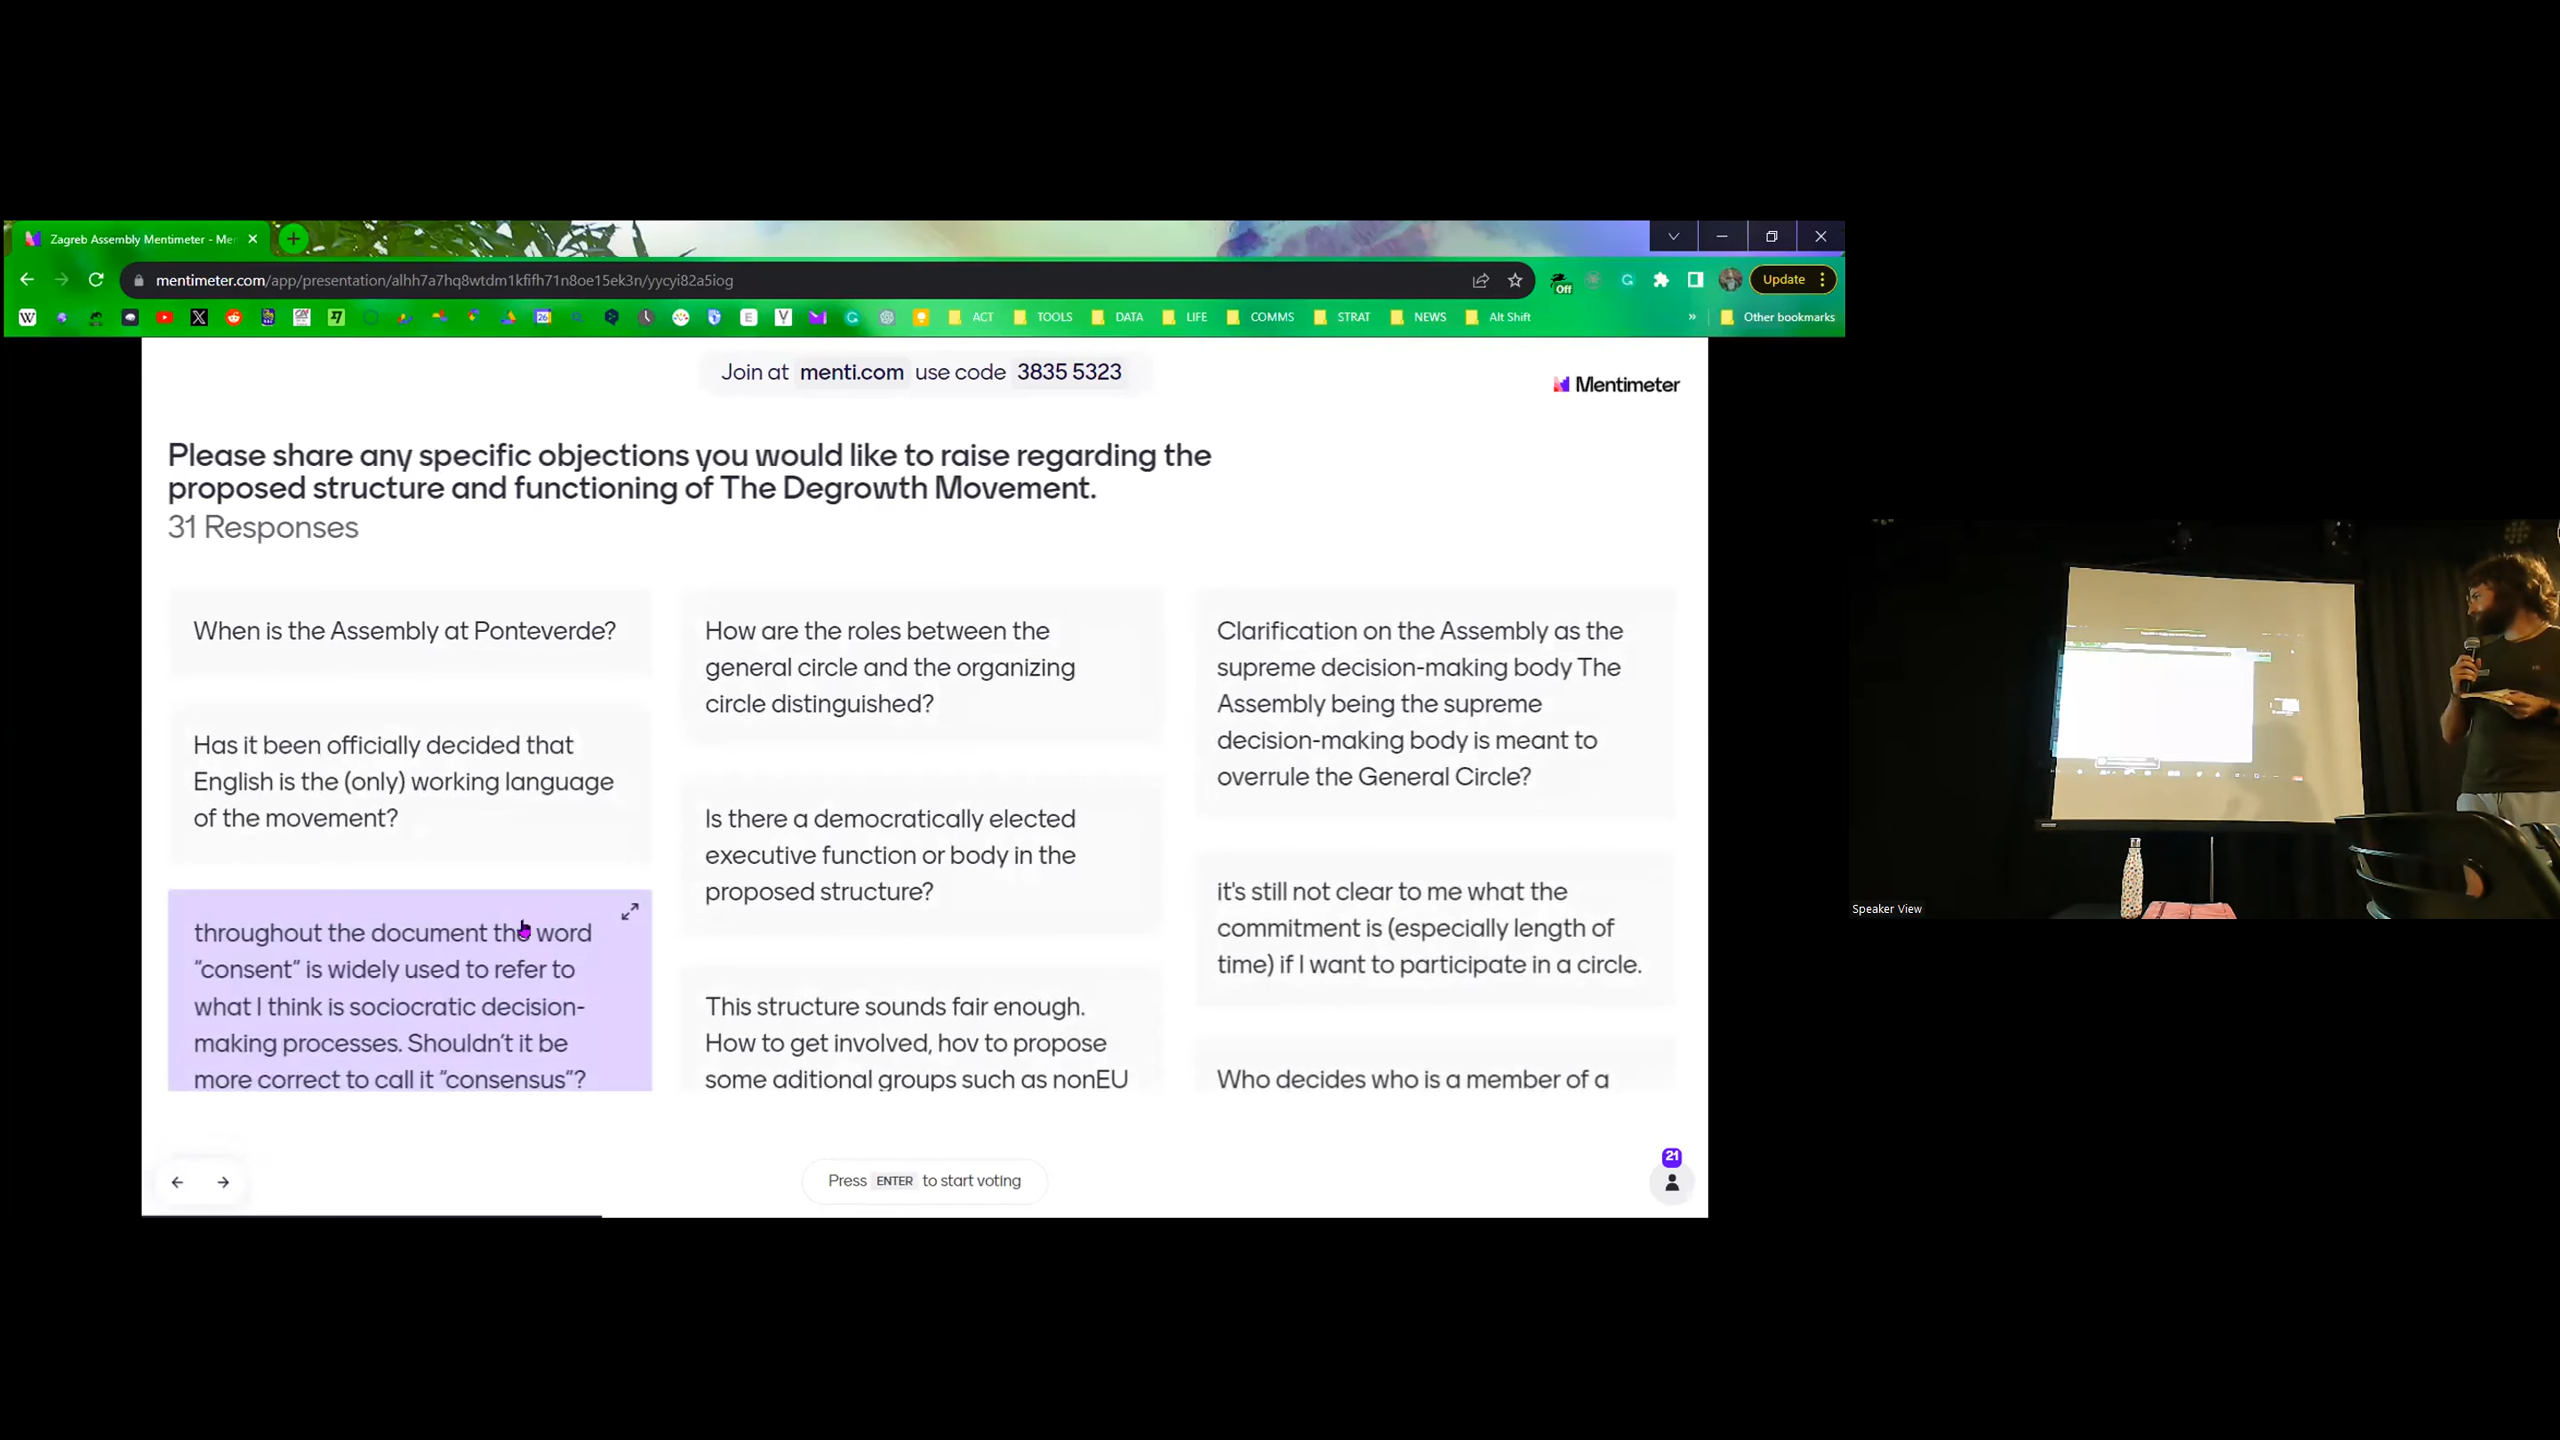 Zagreb Assembly Mentimeter - Me
mentimeter.com/app/presentation/alhh7a7hq8wtdm1kfifh71n8oe15ek3n/yycyi82a5iog
Off
Update
W
26
E
V
ACT
TOOLS
DATA
LIFE
COMMS
STRAT
NEWS
Alt Shift
»
Other bookmarks
Join at menti.com use code 3835 5323
Mentimeter
Please share any specific objections you would like to raise regarding the
proposed structure and functioning of The Degrowth Movement.
31 Responses
When is the Assembly at Ponteverde?
Has it been officially decided that
English is the (only) working language
of the movement?
throughout the document the word
“consent” is widely used to refer to
what I think is sociocratic decision-
making processes. Shouldn’t it be
more correct to call it “consensus”?
How are the roles between the
general circle and the organizing
circle distinguished?
Is there a democratically elected
executive function or body in the
proposed structure?
This structure sounds fair enough.
How to get involved, hov to propose
some aditional groups such as nonEU
Clarification on the Assembly as the
supreme decision-making body The
Assembly being the supreme
decision-making body is meant to
overrule the General Circle?
it's still not clear to me what the
commitment is (especially length of
time) if I want to participate in a circle.
Who decides who is a member of a
Press ENTER to start voting
21
Speaker View